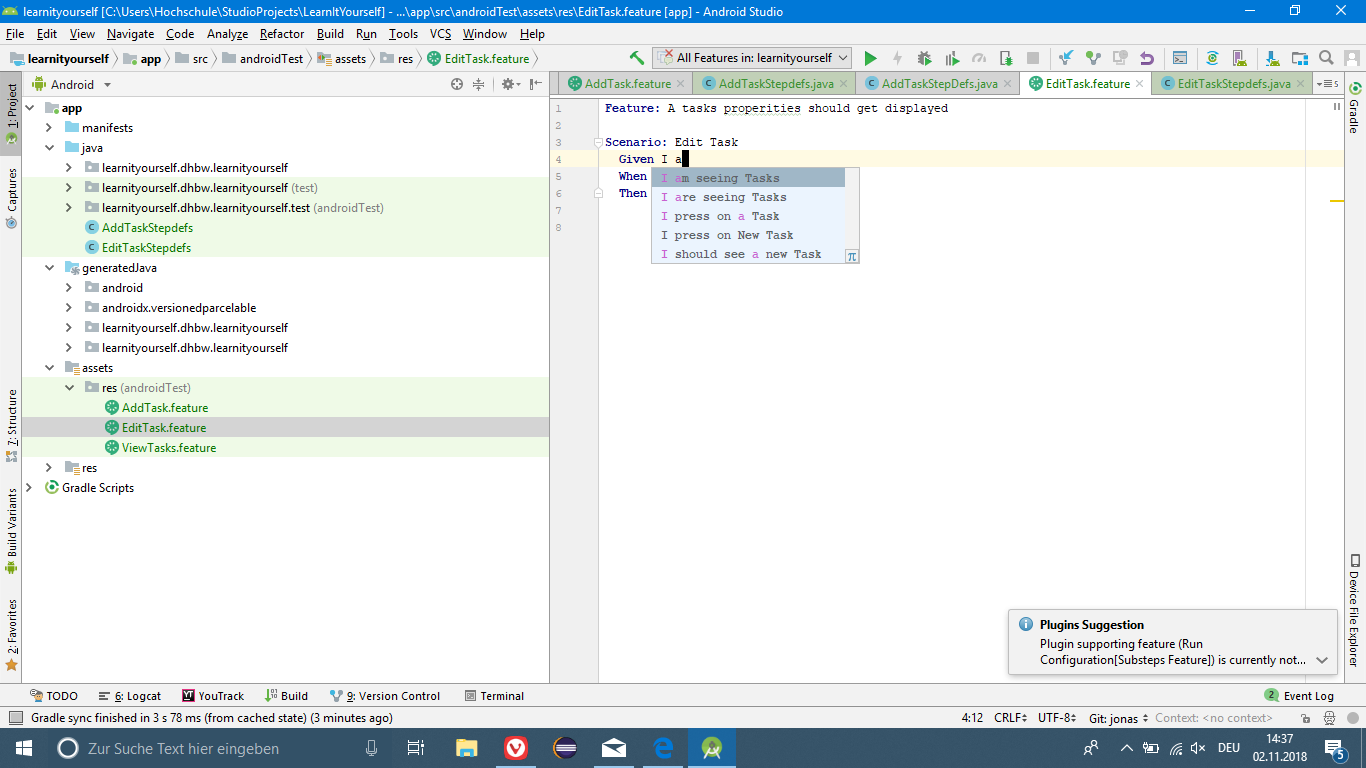 learnityourself [C:\Users\Hochschule\StudioProjects\LearnItYourself] - ...\app\src\androidTest\assets\res\EditTask.feature [app] - Android Studio
File Edit View Navigate Code Analyze Refactor Build Run Tools VCS Window Help
learnityourself app src androidTest assets res EditTask.feature All Features in: learnityourself
Android
AddTask.feature AddTaskStepdefs.java AddTaskStepDefs.java EditTask.feature EditTaskStepdefs.java 5
1: Project
Captures
7: Structure
Build Variants
2: Favorites
app
manifests
java
learnityourself.dhbw.learnityourself
learnityourself.dhbw.learnityourself (test)
learnityourself.dhbw.learnityourself.test (androidTest)
C AddTaskStepdefs
C EditTaskStepdefs
generatedJava
android
androidx.versionedparcelable
learnityourself.dhbw.learnityourself
learnityourself.dhbw.learnityourself
assets
res (androidTest)
AddTask.feature
EditTask.feature
ViewTasks.feature
res
Gradle Scripts
1 Feature: A tasks properities should get displayed
2
3 Scenario: Edit Task
4 Given I a
5 When
6 Then
7
8
I am seeing Tasks
I are seeing Tasks
I press on a Task
I press on New Task
I should see a new Task
π
Gradle
Device File Explorer
Plugins Suggestion
Plugin supporting feature (Run
Configuration[Substeps Feature]) is currently not...
TODO 6: Logcat YouTrack Build 9: Version Control Terminal 2 Event Log
Gradle sync finished in 3 s 78 ms (from cached state) (3 minutes ago) 4:12 CRLF UTF-8 Git: jonas Context: <no context>
Zur Suche Text hier eingeben DEU 14:37
02.11.2018 5